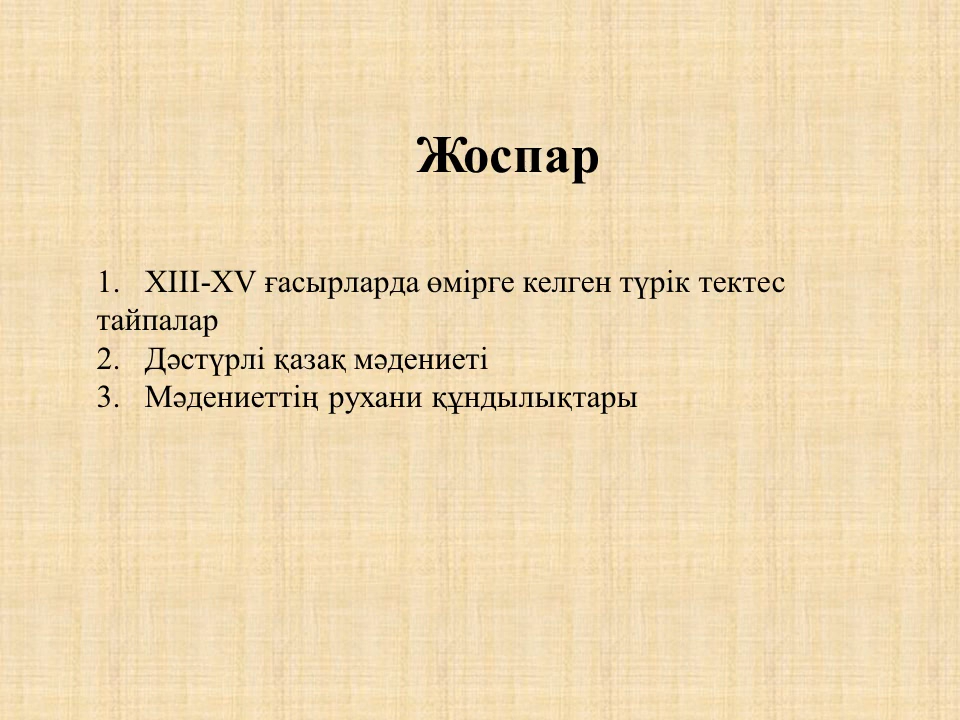 Жоспар
1. XIII-XV ғасырларда өмірге келген түрік тектес
тайпалар
2. Дәстүрлі қазақ мәдениеті
3. Мәдениеттің рухани құндылықтары